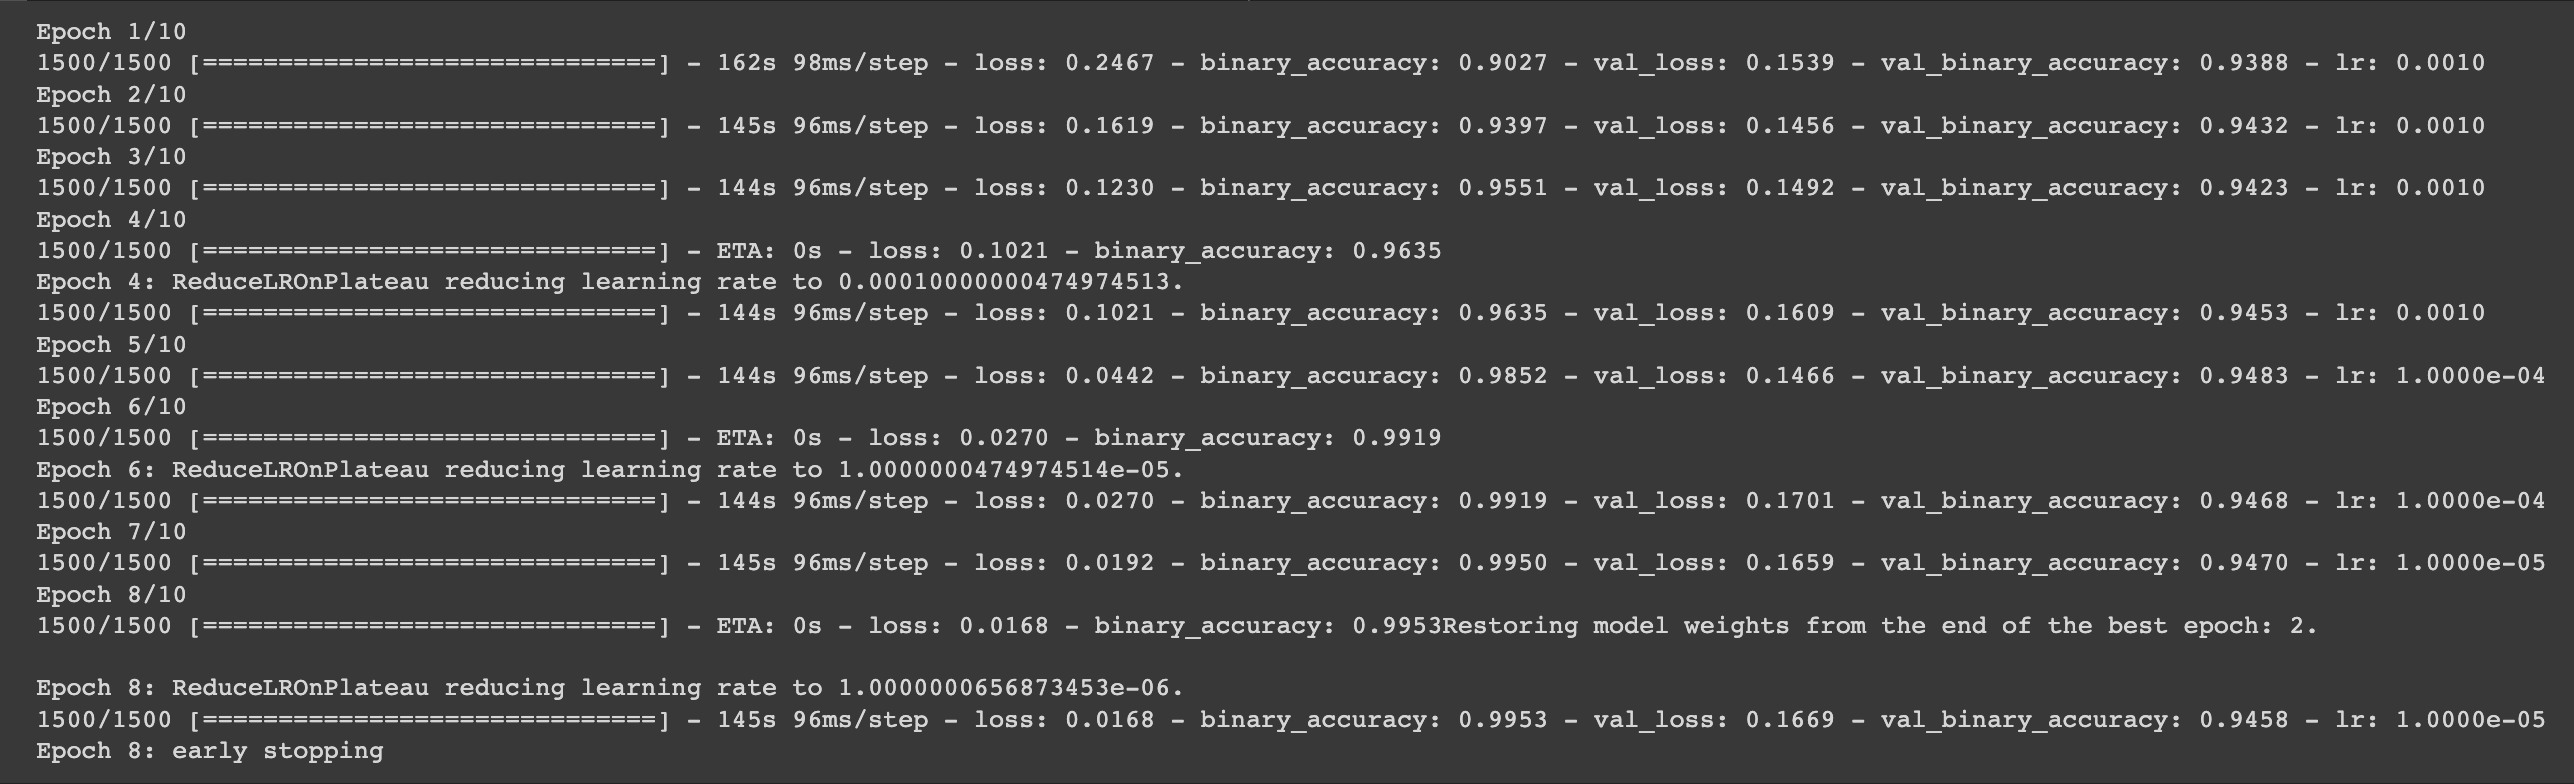 Epoch 1/10
1500/1500 [==============================] - 162s 98ms/step - loss: 0.2467 - binary_accuracy: 0.9027 - val_loss: 0.1539 - val_binary_accuracy: 0.9388 - lr: 0.0010
Epoch 2/10
1500/1500 [==============================] - 145s 96ms/step - loss: 0.1619 - binary_accuracy: 0.9397 - val_loss: 0.1456 - val_binary_accuracy: 0.9432 - lr: 0.0010
Epoch 3/10
1500/1500 [==============================] - 144s 96ms/step - loss: 0.1230 - binary_accuracy: 0.9551 - val_loss: 0.1492 - val_binary_accuracy: 0.9423 - lr: 0.0010
Epoch 4/10
1500/1500 [==============================] - ETA: 0s - loss: 0.1021 - binary_accuracy: 0.9635
Epoch 4: ReduceLROnPlateau reducing learning rate to 0.00010000000474974513.
1500/1500 [==============================] - 144s 96ms/step - loss: 0.1021 - binary_accuracy: 0.9635 - val_loss: 0.1609 - val_binary_accuracy: 0.9453 - lr: 0.0010
Epoch 5/10
1500/1500 [==============================] - 144s 96ms/step - loss: 0.0442 - binary_accuracy: 0.9852 - val_loss: 0.1466 - val_binary_accuracy: 0.9483 - lr: 1.0000e-04
Epoch 6/10
1500/1500 [==============================] - ETA: 0s - loss: 0.0270 - binary_accuracy: 0.9919
Epoch 6: ReduceLROnPlateau reducing learning rate to 1.0000000474974514e-05.
1500/1500 [==============================] - 144s 96ms/step - loss: 0.0270 - binary_accuracy: 0.9919 - val_loss: 0.1701 - val_binary_accuracy: 0.9468 - lr: 1.0000e-04
Epoch 7/10
1500/1500 [==============================] - 145s 96ms/step - loss: 0.0192 - binary_accuracy: 0.9950 - val_loss: 0.1659 - val_binary_accuracy: 0.9470 - lr: 1.0000e-05
Epoch 8/10
1500/1500 [==============================] - ETA: 0s - loss: 0.0168 - binary_accuracy: 0.9953Restoring model weights from the end of the best epoch: 2.
Epoch 8: ReduceLROnPlateau reducing learning rate to 1.0000000656873453e-06.
1500/1500 [==============================] - 145s 96ms/step - loss: 0.0168 - binary_accuracy: 0.9953 - val_loss: 0.1669 - val_binary_accuracy: 0.9458 - lr: 1.0000e-05
Epoch 8: early stopping